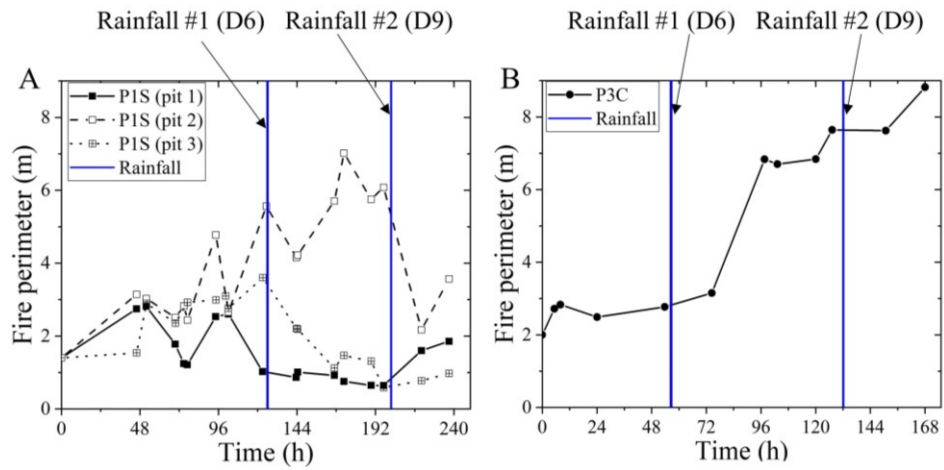 Rainfall #1 (D6) Rainfall #2 (D9)
A
P1S (pit 1)
P1S (pit 2)
P1S (pit 3)
Rainfall
Fire perimeter (m)
8
6
4
2
0
0 48 96 144 192 240
Time (h)
Rainfall #1 (D6) Rainfall #2 (D9)
B
P3C
Rainfall
Fire perimeter (m)
8
6
4
2
0
0 24 48 72 96 120 144 168
Time (h)